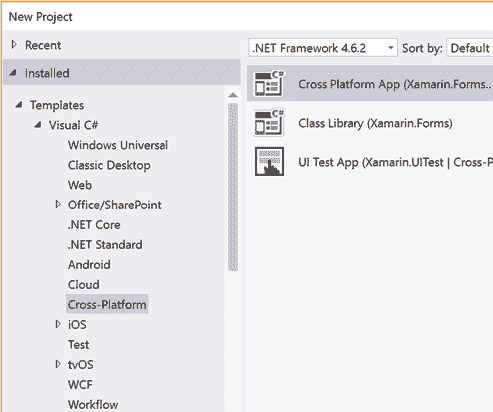 New Project
Recent
Installed
Templates
Visual C#
Windows Universal
Classic Desktop
Web
Office/SharePoint
.NET Core
.NET Standard
Android
Cloud
Cross-Platform
iOS
Test
tvOS
WCF
Workflow
.NET Framework 4.6.2 Sort by: Default
C# Cross Platform App (Xamarin.Forms..
C# Class Library (Xamarin.Forms)
UI Test App (Xamarin.UITest | Cross-P